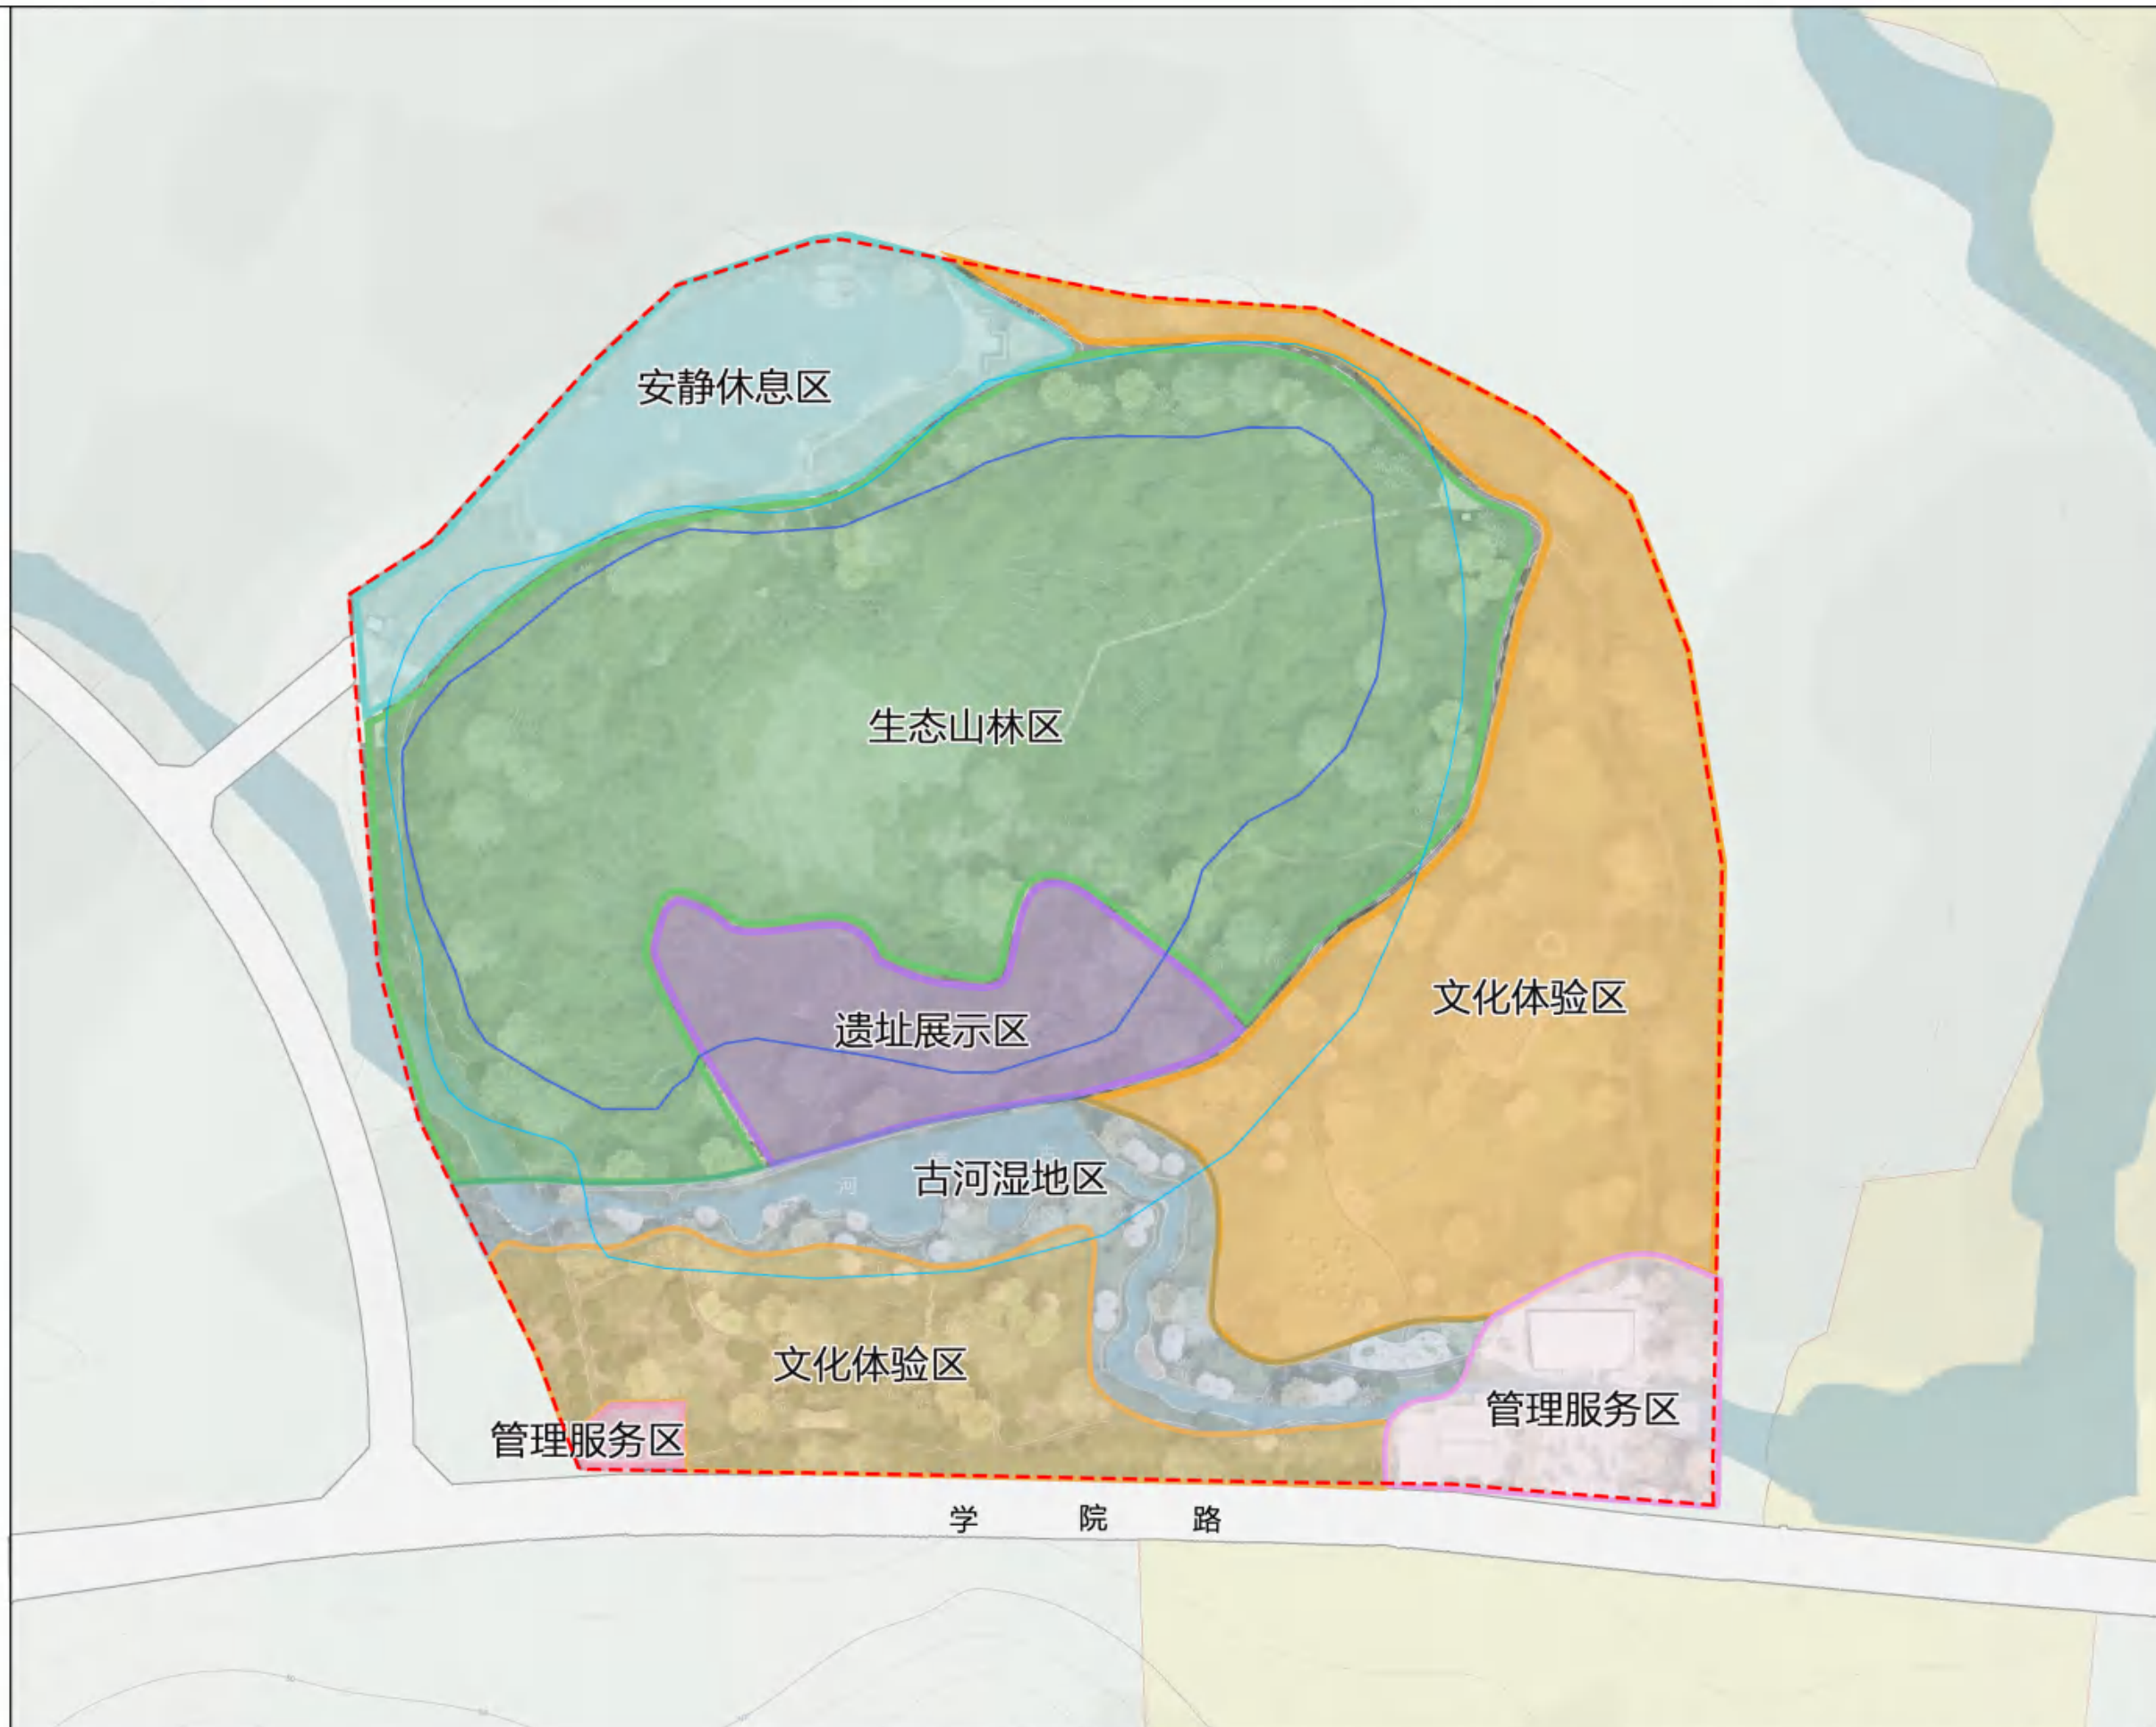 安静休息区
生态山林区
文化体验区
遗址展示区
古河湿地区
河
文化体验区
管理服务区
管理服务区
学 院 路